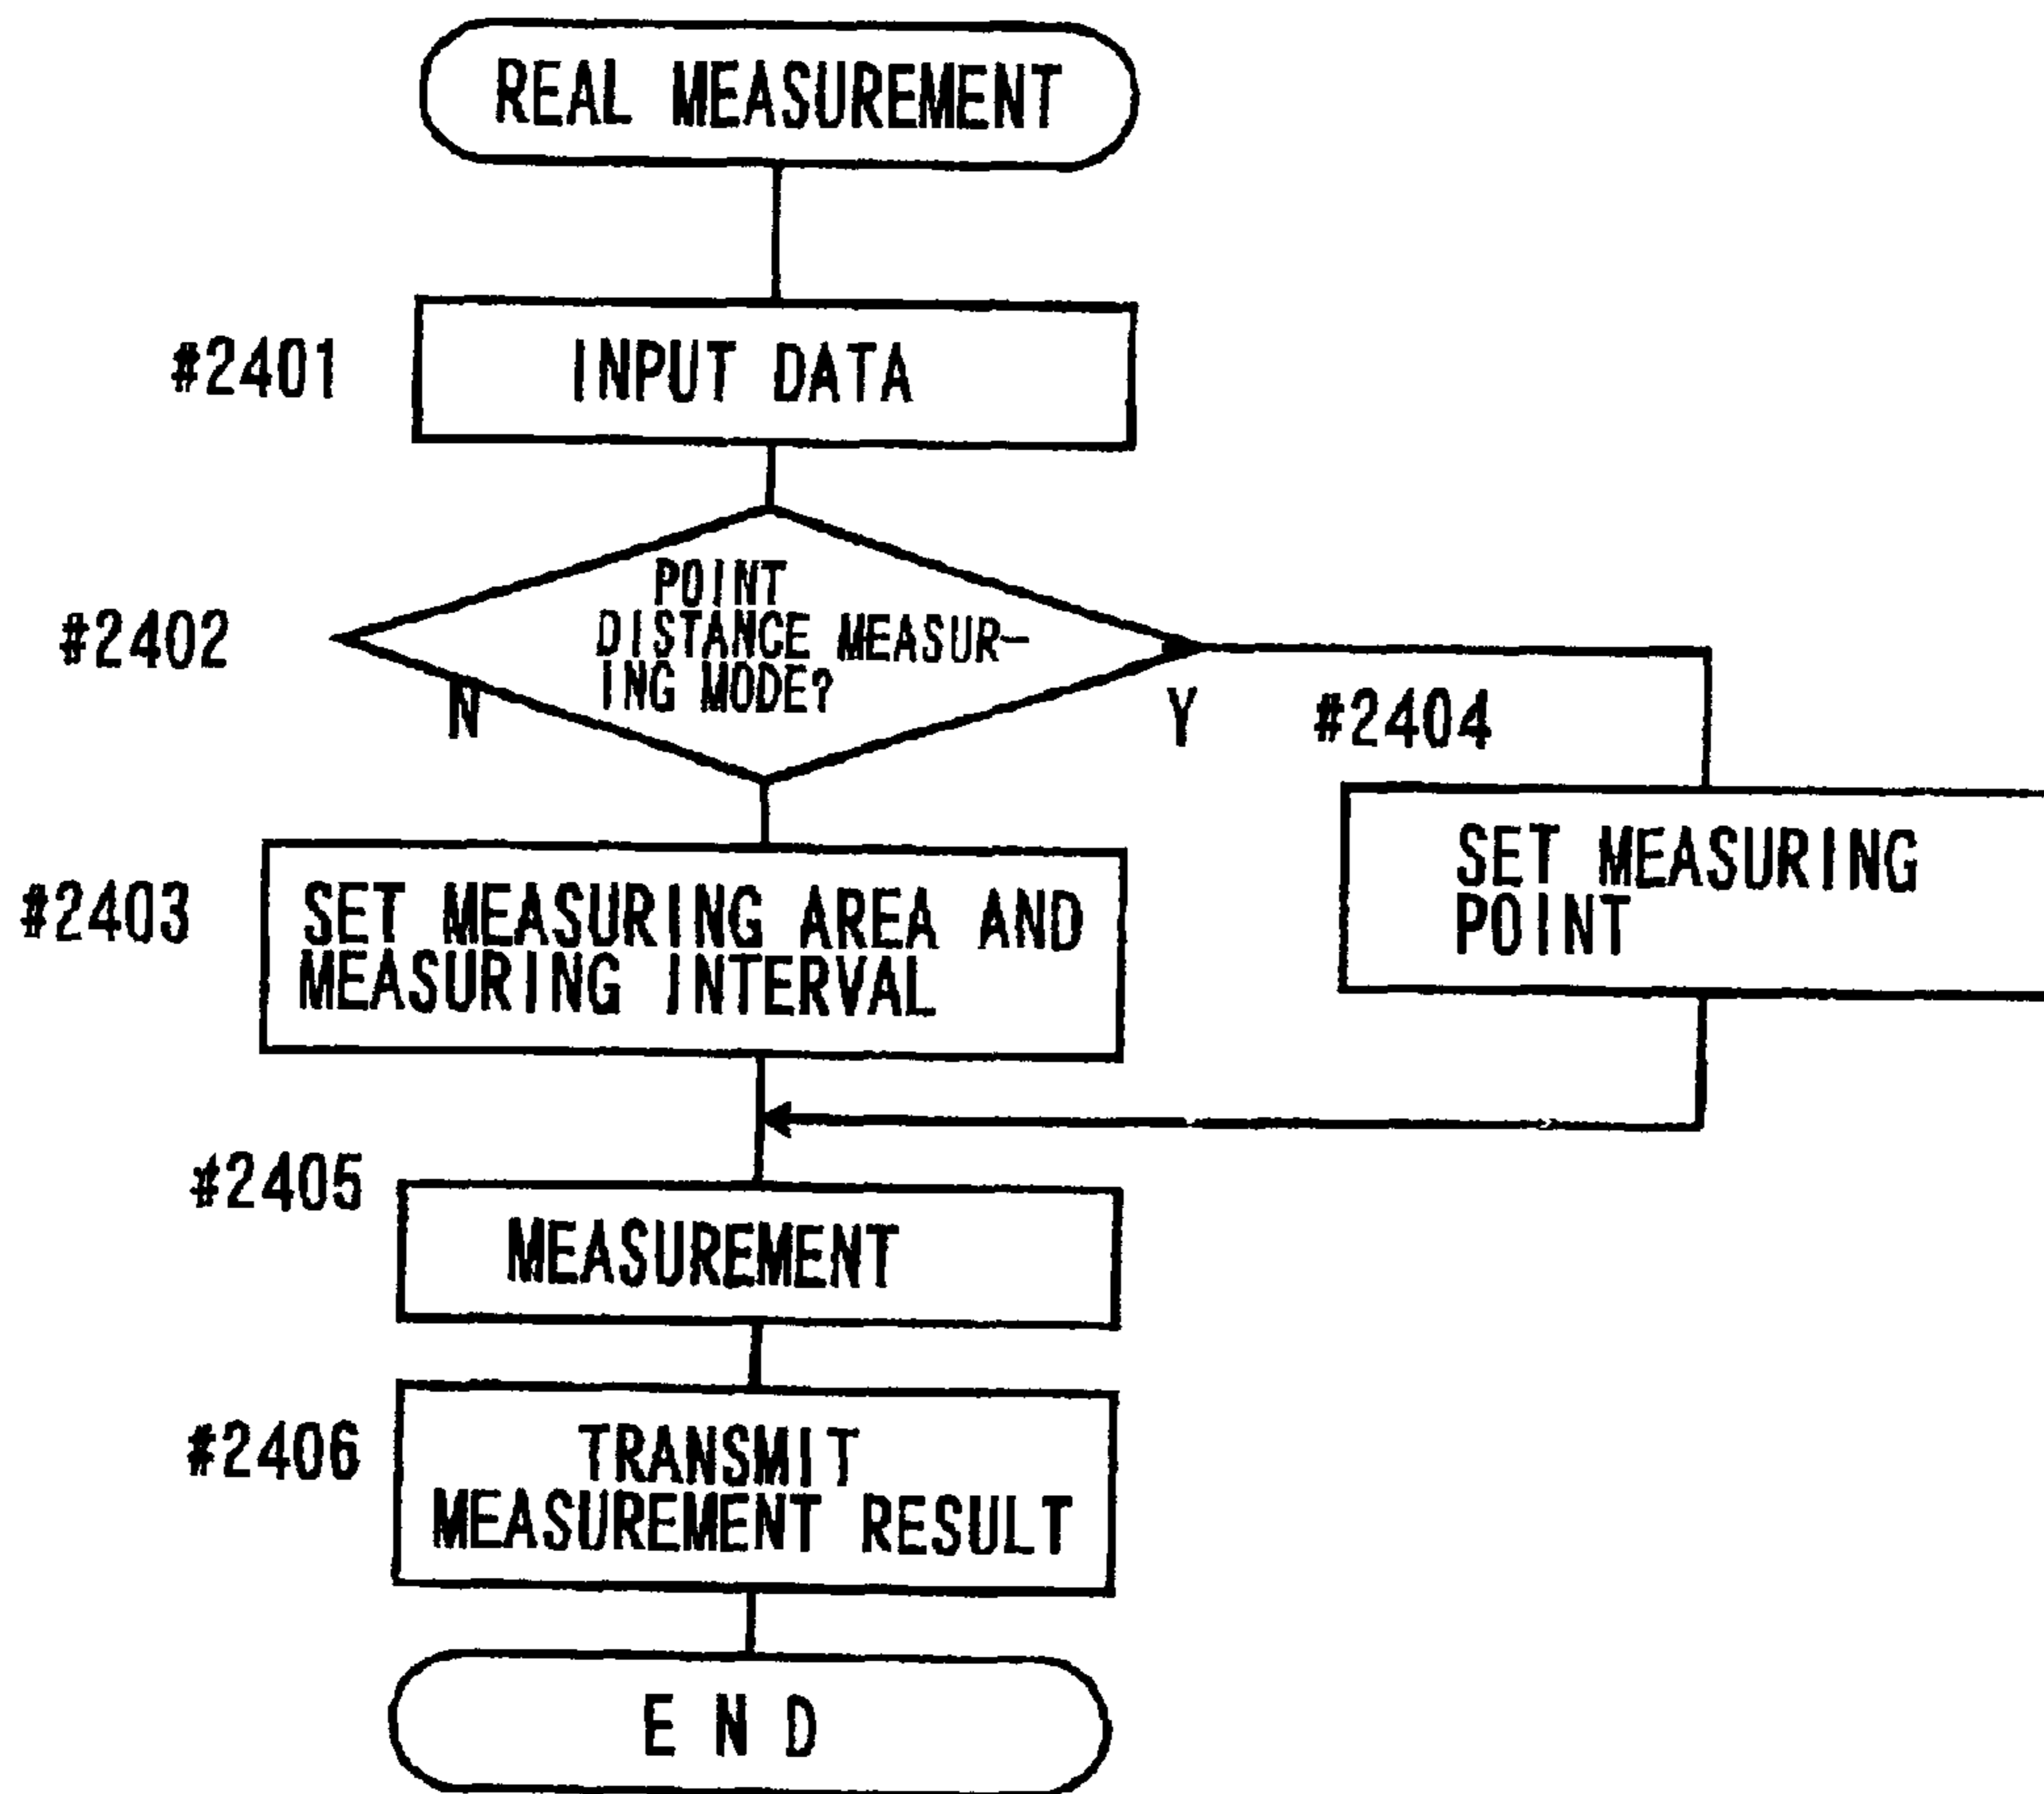 REAL MEASUREMENT
#2401
INPUT DATA
#2402
POINT
DISTANCE MEASUR-
ING MODE?
N
Y
#2404
SET MEASURING
POINT
#2403
SET MEASURING AREA AND
MEASURING INTERVAL
#2405
MEASUREMENT
#2406
TRANSMIT
MEASUREMENT RESULT
END